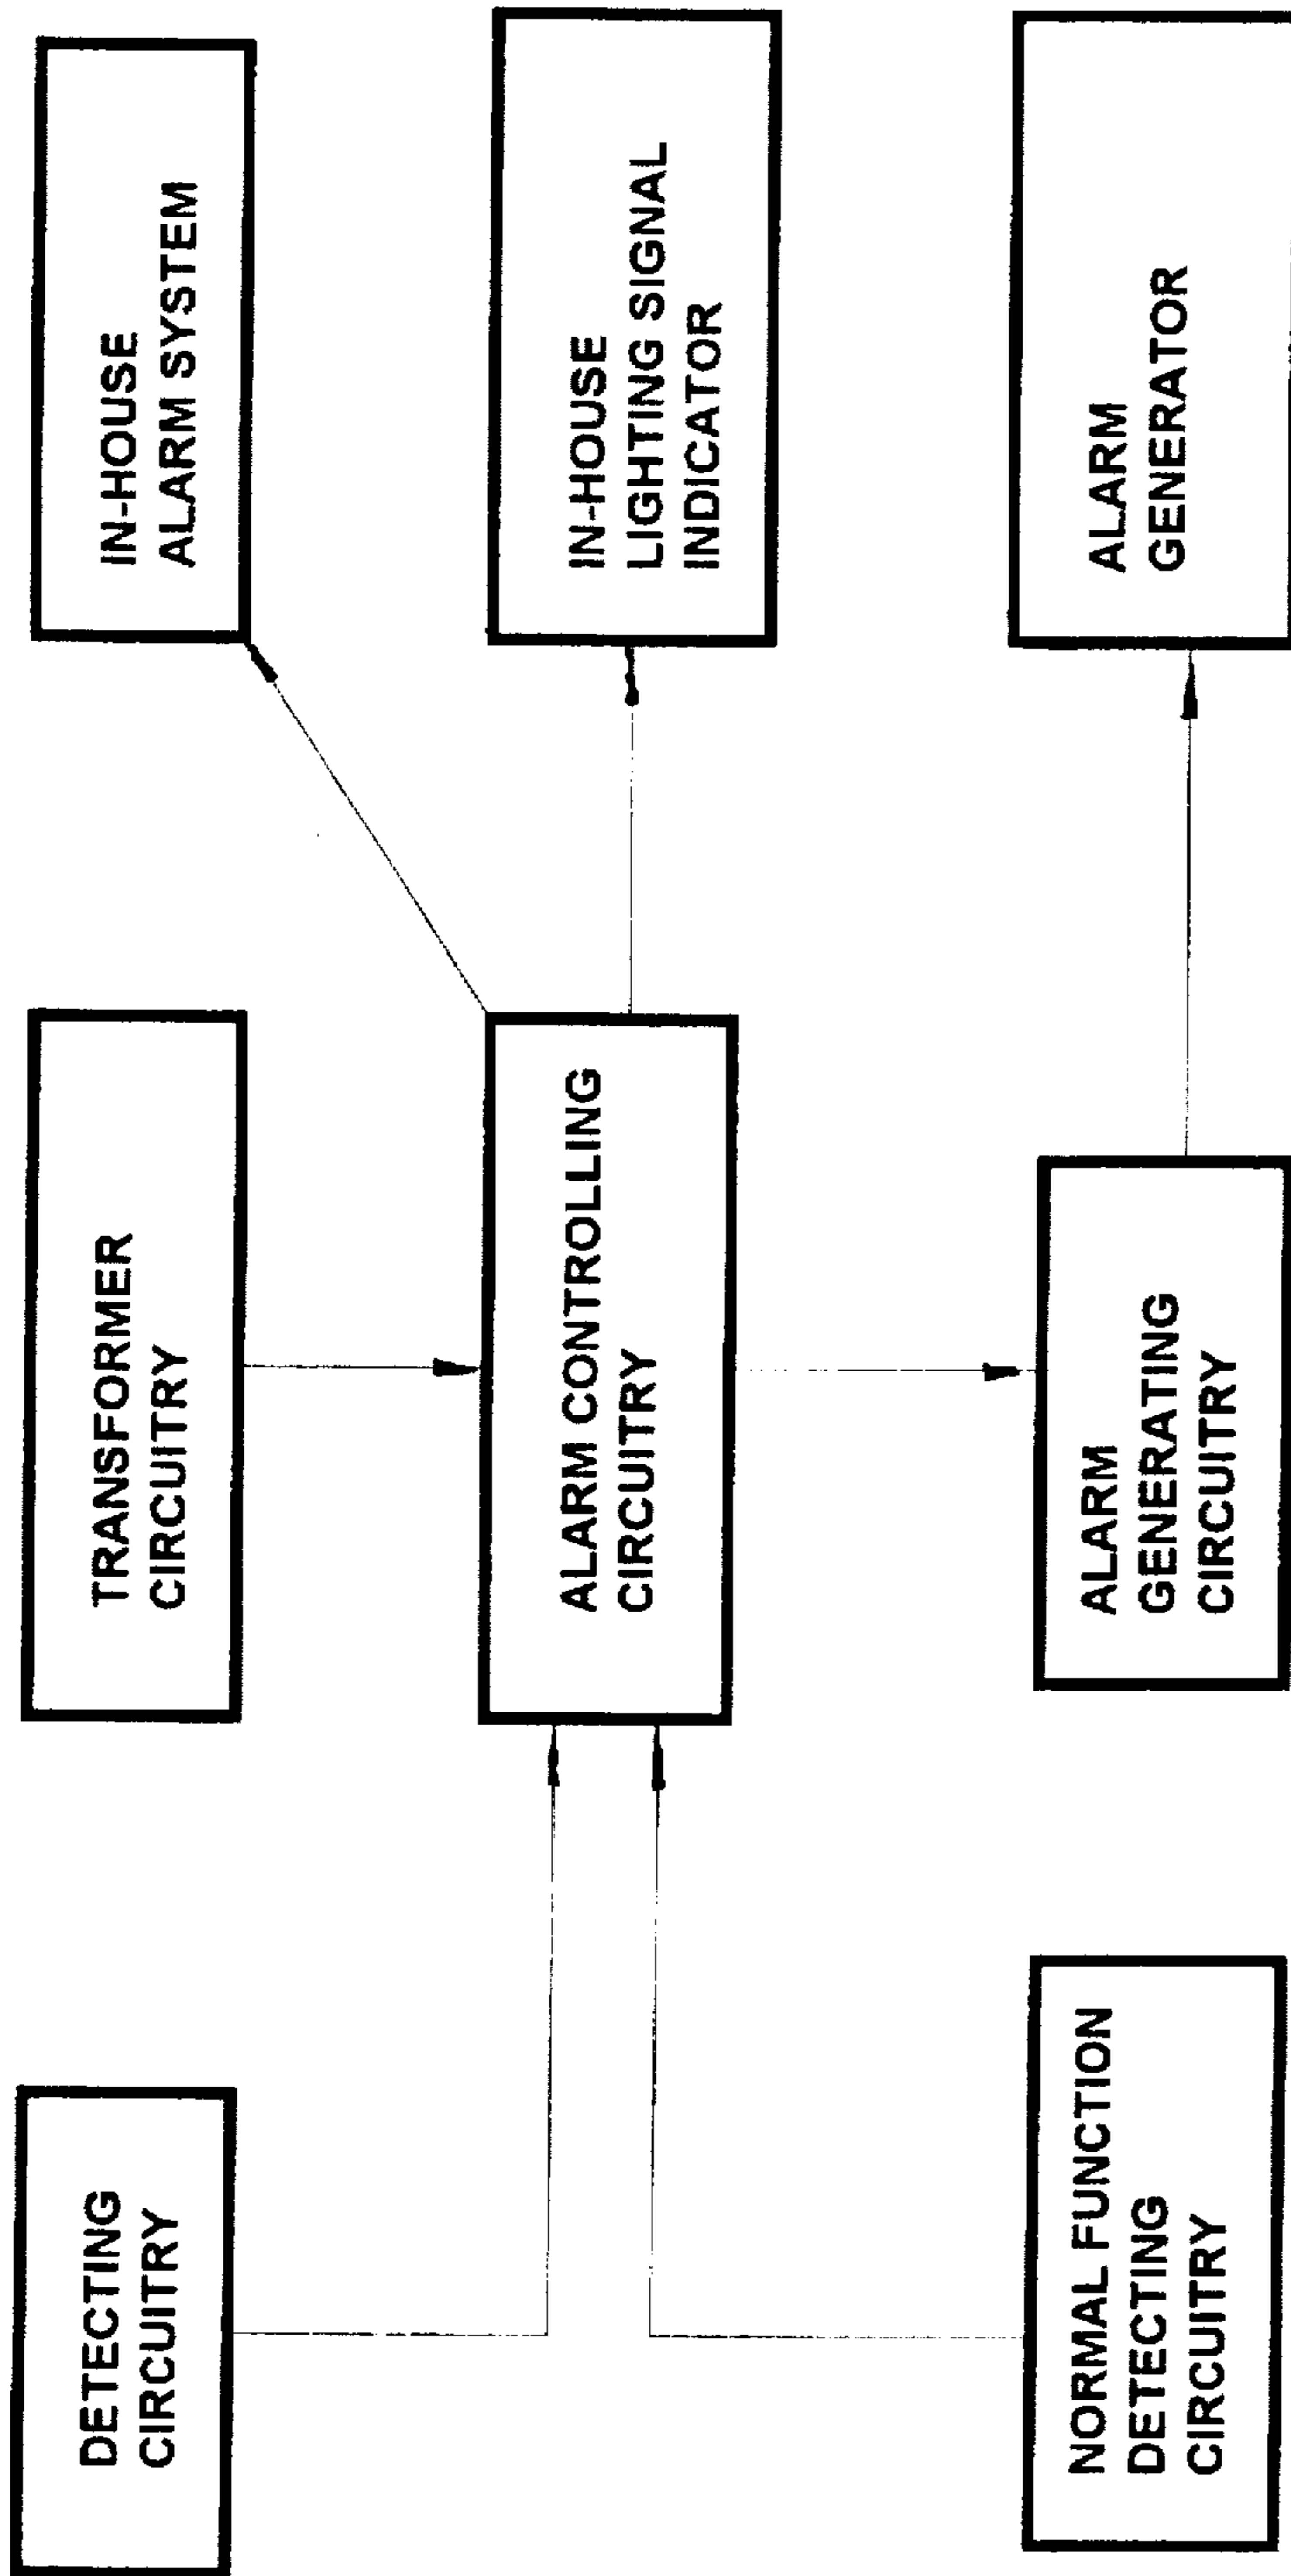 DETECTING
CIRCUITRY
TRANSFORMER
CIRCUITRY
IN-HOUSE
ALARM SYSTEM
ALARM CONTROLLING
CIRCUITRY
IN-HOUSE
LIGHTING SIGNAL
INDICATOR
NORMAL FUNCTION
DETECTING
CIRCUITRY
ALARM
GENERATING
CIRCUITRY
ALARM
GENERATOR